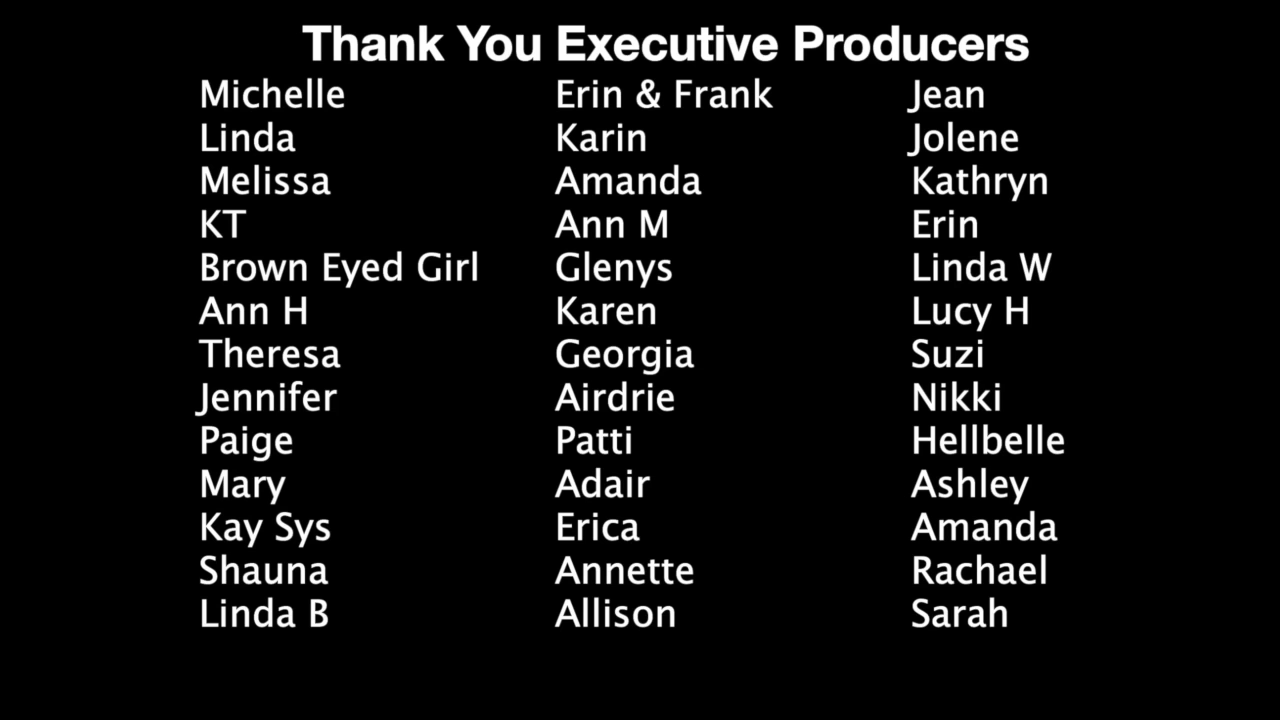 Thank You Executive Producers
Michelle
Linda
Melissa
KT
Brown Eyed Girl
Ann H
Theresa
Jennifer
Paige
Mary
Kay Sys
Shauna
Linda B
Erin & Frank
Karin
Amanda
Ann M
Glenys
Karen
Georgia
Airdrie
Patti
Adair
Erica
Annette
Allison
Jean
Jolene
Kathryn
Erin
Linda W
Lucy H
Suzi
Nikki
Hellbelle
Ashley
Amanda
Rachael
Sarah